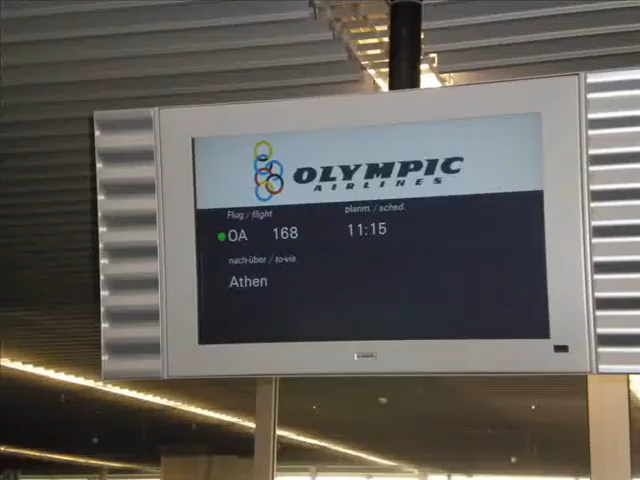 OLYMPIC
AIRLINES
Flug / flight planm. / sched.
OA 168 11:15
nach-über / to-via.
Athen